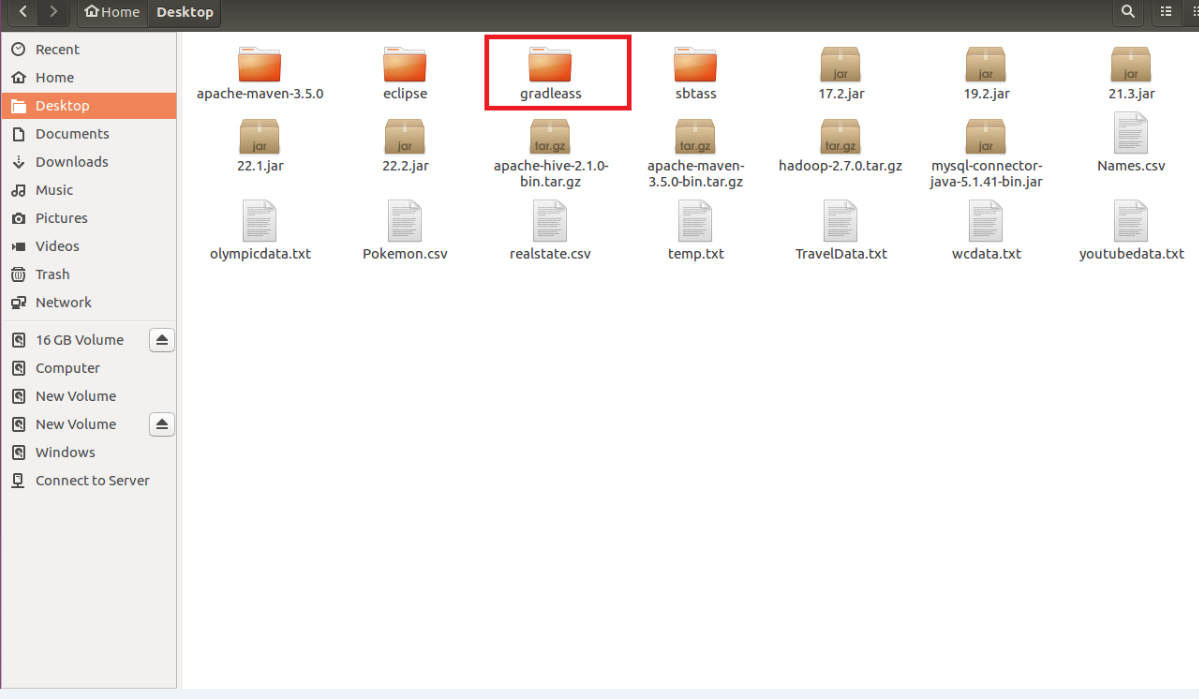 Home Desktop
Recent
Home
Desktop
Documents
Downloads
Music
Pictures
Videos
Trash
Network
16 GB Volume
Computer
New Volume
New Volume
Windows
Connect to Server
apache-maven-3.5.0 eclipse gradleass sbtass 17.2.jar 19.2.jar 21.3.jar
jar jar jar
jar jar tar.gz tar.gz tar.gz jar
22.1.jar 22.2.jar apache-hive-2.1.0- apache-maven- hadoop-2.7.0.tar.gz mysql-connector- Names.csv
bin.tar.gz 3.5.0-bin.tar.gz java-5.1.41-bin.jar
olympicdata.txt Pokemon.csv realstate.csv temp.txt TravelData.txt wcdata.txt youtubedata.txt